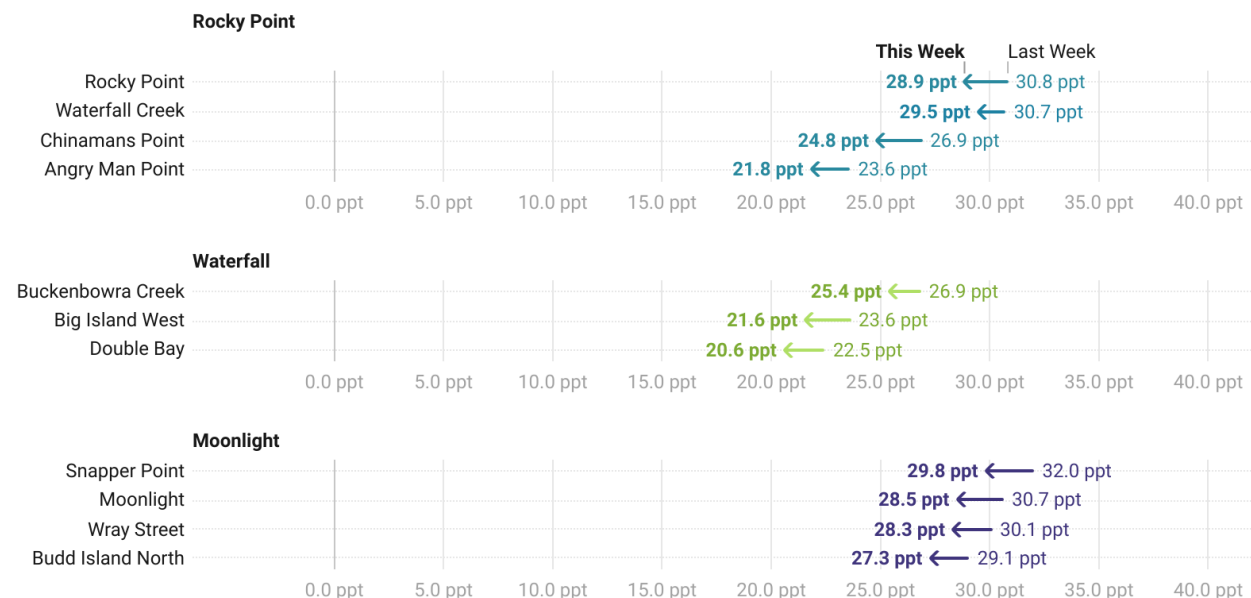 Rocky Point
This Week Last Week
Rocky Point 28.9 ppt 30.8 ppt
Waterfall Creek 29.5 ppt 30.7 ppt
Chinamans Point 24.8 ppt 26.9 ppt
Angry Man Point 21.8 ppt 23.6 ppt
0.0 ppt 5.0 ppt 10.0 ppt 15.0 ppt 20.0 ppt 25.0 ppt 30.0 ppt 35.0 ppt 40.0 ppt
Waterfall
Buckenbowra Creek 25.4 ppt 26.9 ppt
Big Island West 21.6 ppt 23.6 ppt
Double Bay 20.6 ppt 22.5 ppt
0.0 ppt 5.0 ppt 10.0 ppt 15.0 ppt 20.0 ppt 25.0 ppt 30.0 ppt 35.0 ppt 40.0 ppt
Moonlight
Snapper Point 29.8 ppt 32.0 ppt
Moonlight 28.5 ppt 30.7 ppt
Wray Street 28.3 ppt 30.1 ppt
Budd Island North 27.3 ppt 29.1 ppt
0.0 ppt 5.0 ppt 10.0 ppt 15.0 ppt 20.0 ppt 25.0 ppt 30.0 ppt 35.0 ppt 40.0 ppt